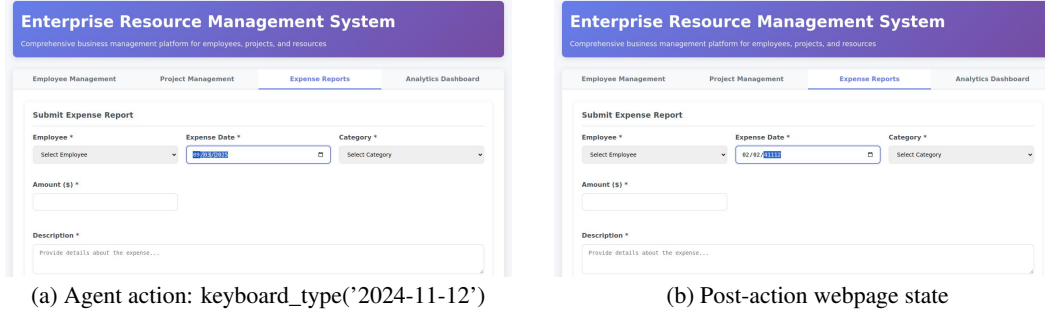 Enterprise Resource Management System
Comprehensive business management platform for employees, projects, and resources
Employee Management Project Management Expense Reports Analytics Dashboard
Submit Expense Report
Employee * Expense Date * Category *
Select Employee 09/03/2025 Select Category
Amount ($) *
Description *
Provide details about the expense...
(a) Agent action: keyboard_type('2024-11-12')
Enterprise Resource Management System
Comprehensive business management platform for employees, projects, and resources
Employee Management Project Management Expense Reports Analytics Dashboard
Submit Expense Report
Employee * Expense Date * Category *
Select Employee 02/02/41112 Select Category
Amount ($) *
Description *
Provide details about the expense...
(b) Post-action webpage state